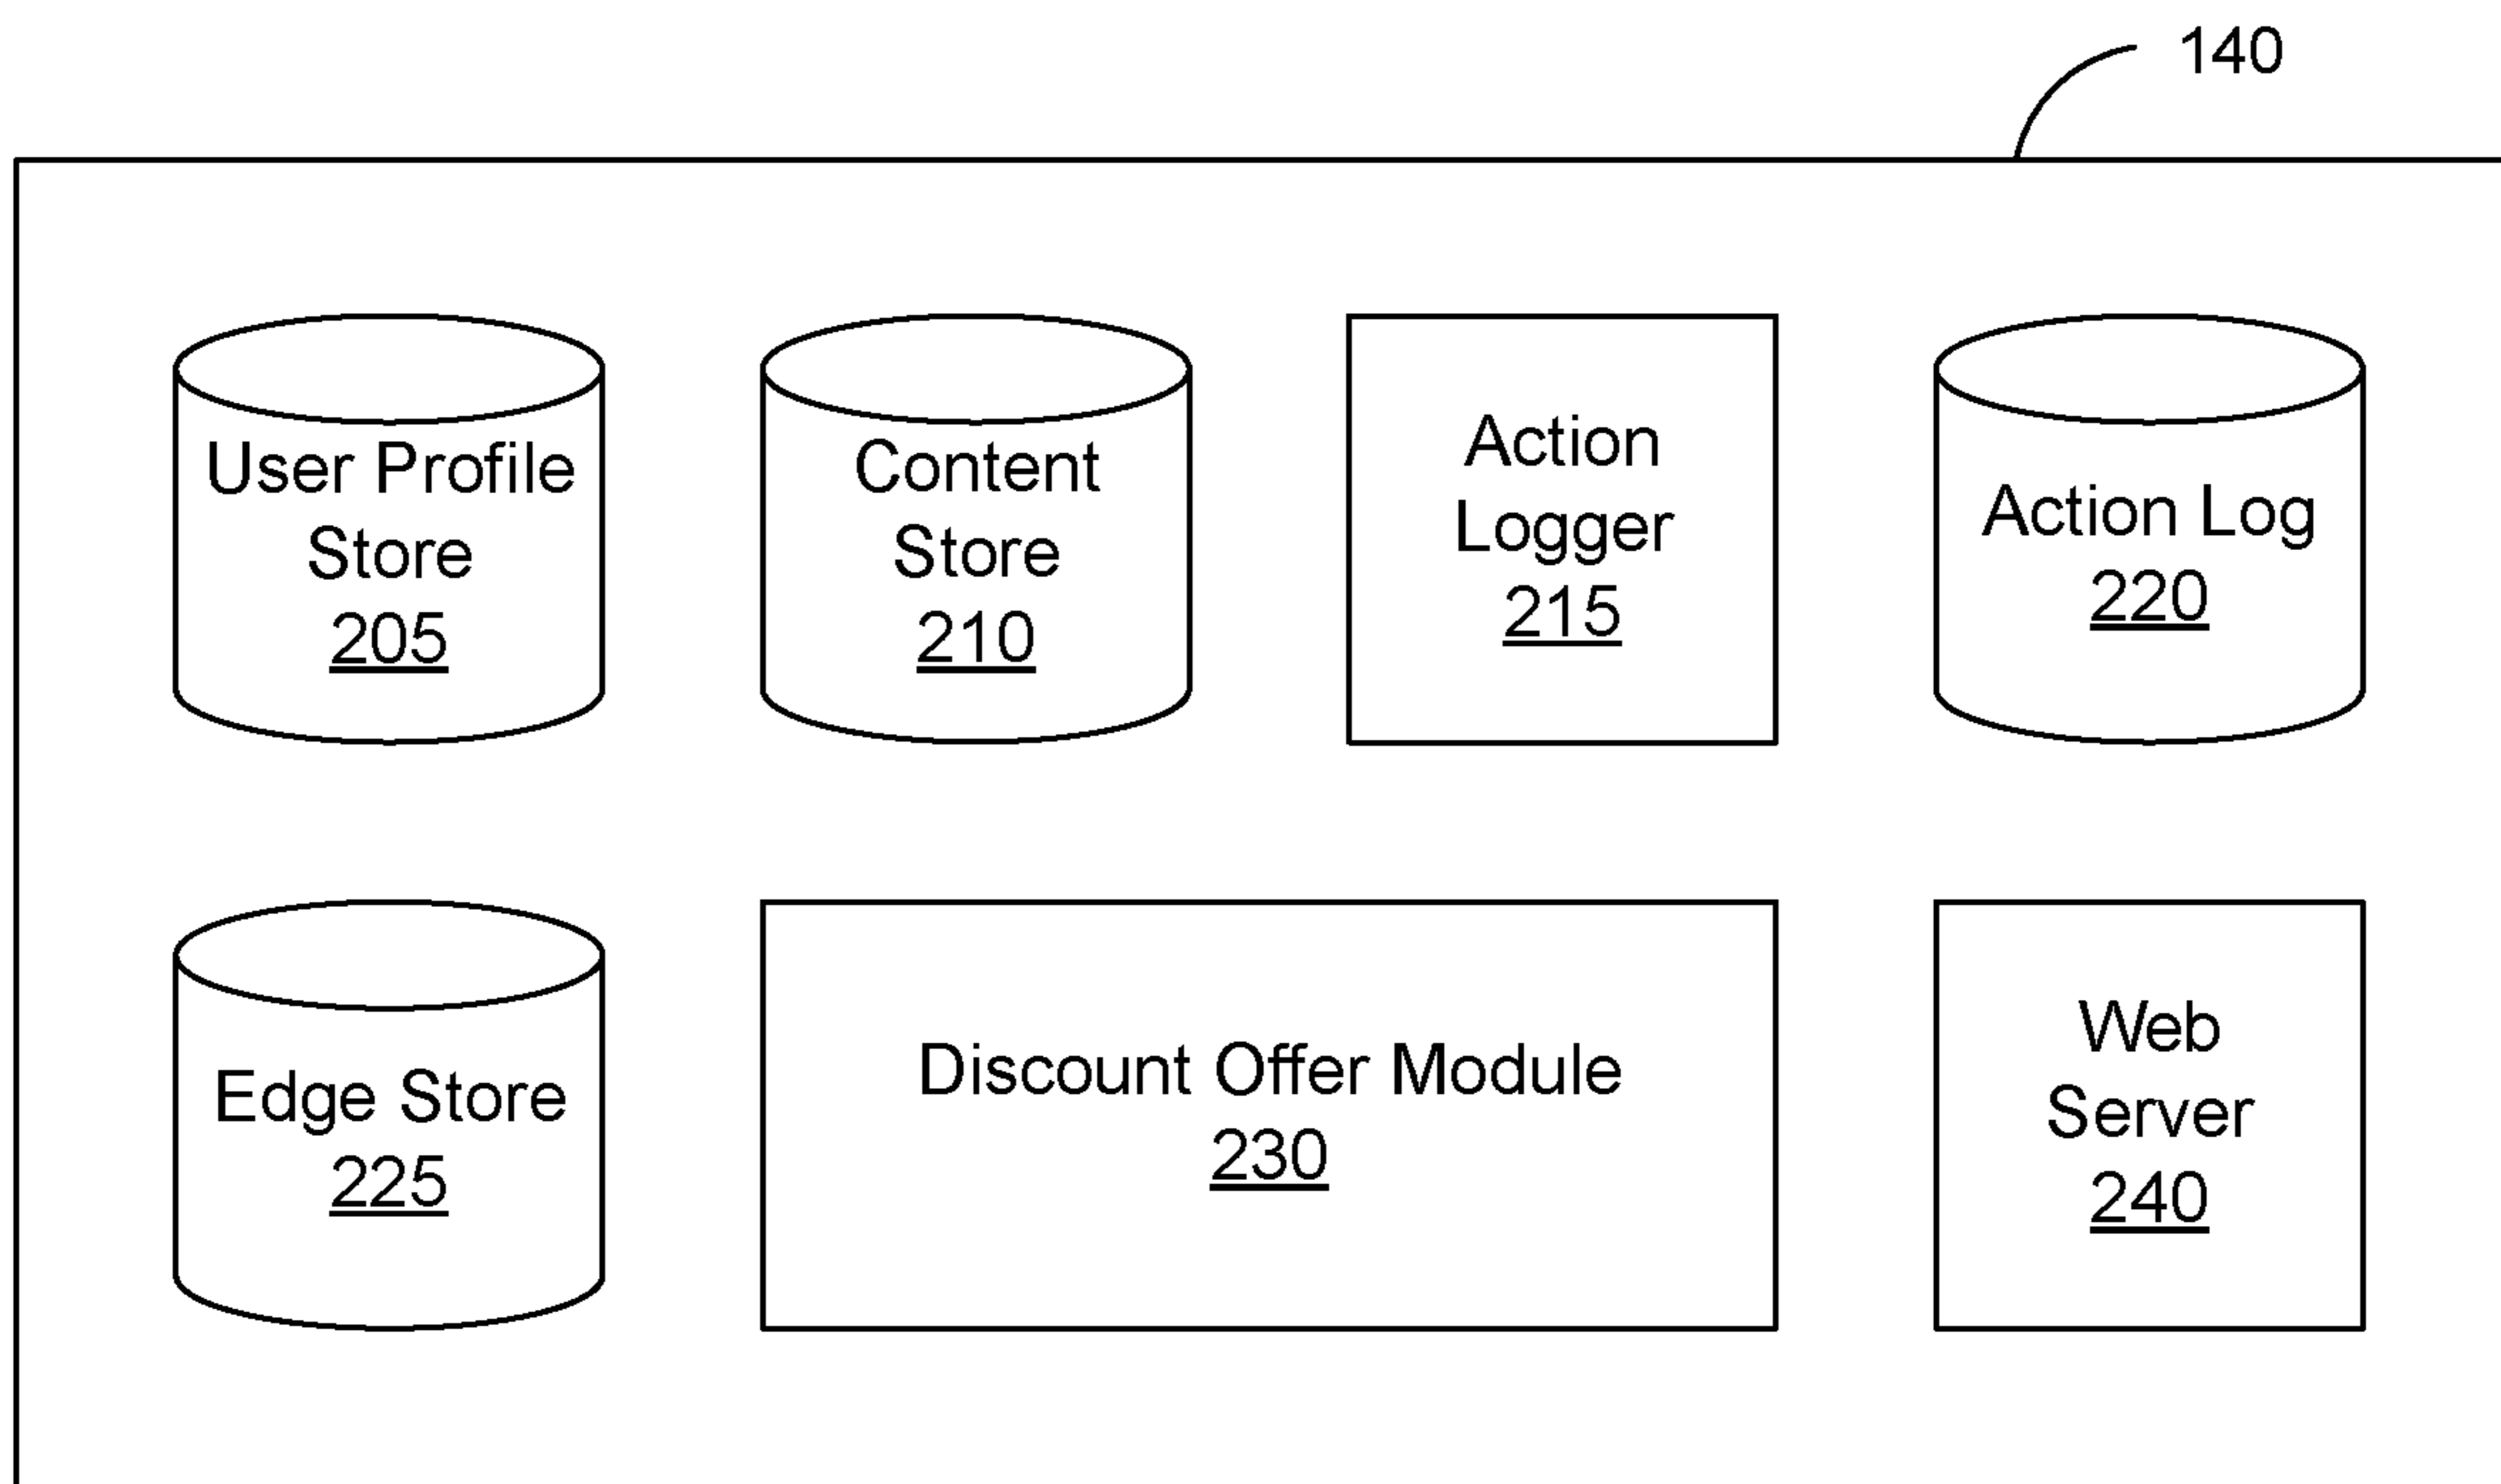 140
User Profile
Store
205
Content
Store
210
Action
Logger
215
Action Log
220
Edge Store
225
Discount Offer Module
230
Web
Server
240